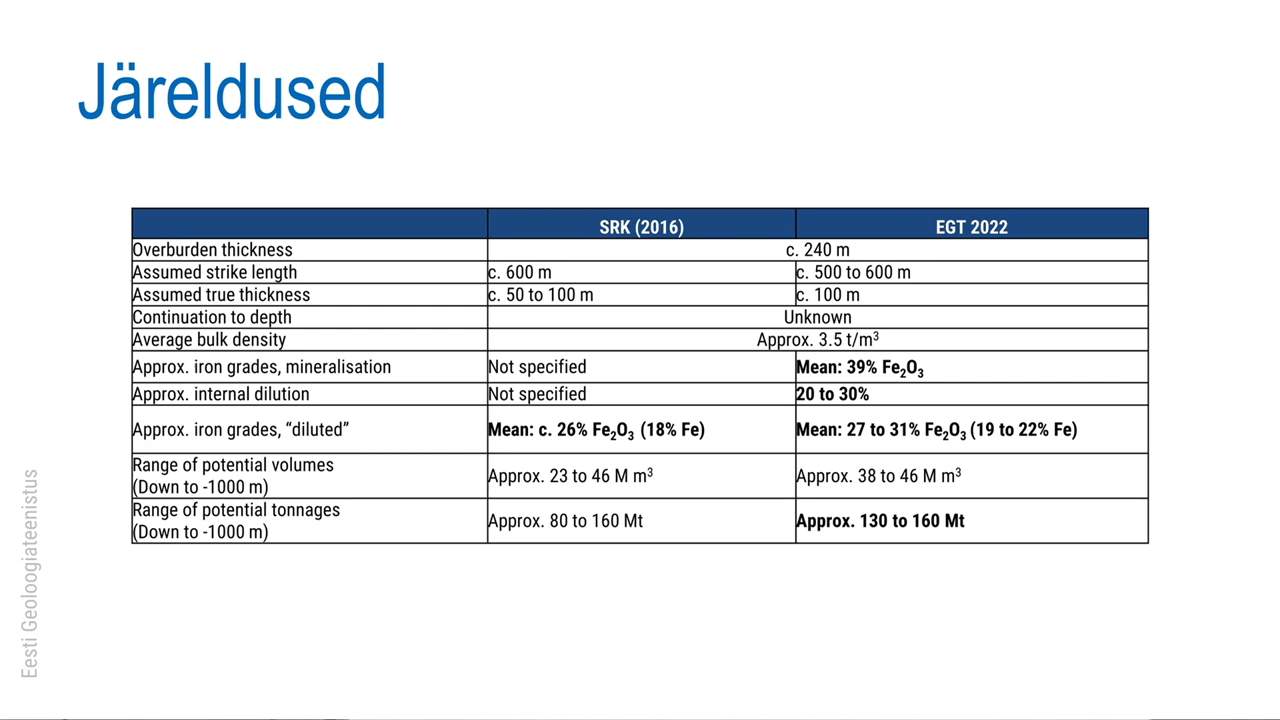 Järeldused
SRK (2016) EGT 2022
Overburden thickness c. 240 m
Assumed strike length c. 600 m c. 500 to 600 m
Assumed true thickness c. 50 to 100 m c. 100 m
Continuation to depth Unknown
Average bulk density Approx. 3.5 t/m³
Approx. iron grades, mineralisation Not specified Mean: 39% Fe₂O₃
Approx. internal dilution Not specified 20 to 30%
Approx. iron grades, “diluted” Mean: c. 26% Fe₂O₃ (18% Fe) Mean: 27 to 31% Fe₂O₃ (19 to 22% Fe)
Range of potential volumes
(Down to -1000 m) Approx. 23 to 46 M m³ Approx. 38 to 46 M m³
Range of potential tonnages
(Down to -1000 m) Approx. 80 to 160 Mt Approx. 130 to 160 Mt
Eesti Geoloogiateenistus